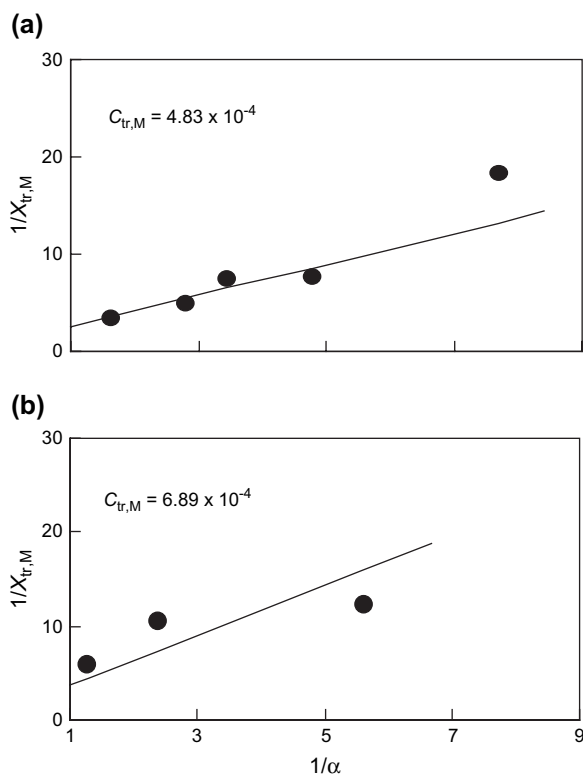 (a)
30
C_tr,M = 4.83 x 10^-4
20
1/X_tr,M
10
0
(b)
30
C_tr,M = 6.89 x 10^-4
20
1/X_tr,M
10
0
1 3 5 7 9
1/α